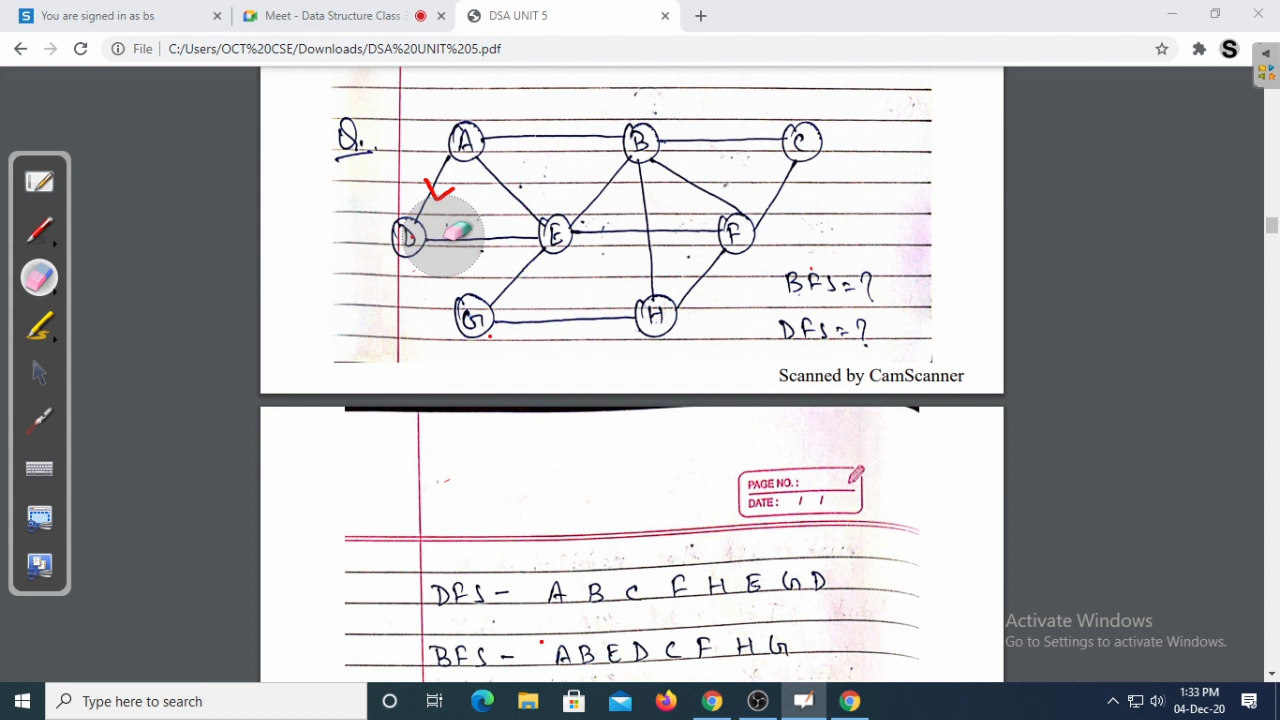 You are signed in as bs
Meet - Data Structure Class
DSA UNIT 5
File
C:/Users/OCT%20CSE/Downloads/DSA%20UNIT%205.pdf
S
Q.
A B C
D E F
G H
BFS = ?
DFS = ?
Scanned by CamScanner
PAGE NO.:
DATE: / /
DFS - A B C F H E G D
BFS - A B E D C F H G
Activate Windows
Go to Settings to activate Windows.
Type here to search
1:33 PM
04-Dec-20